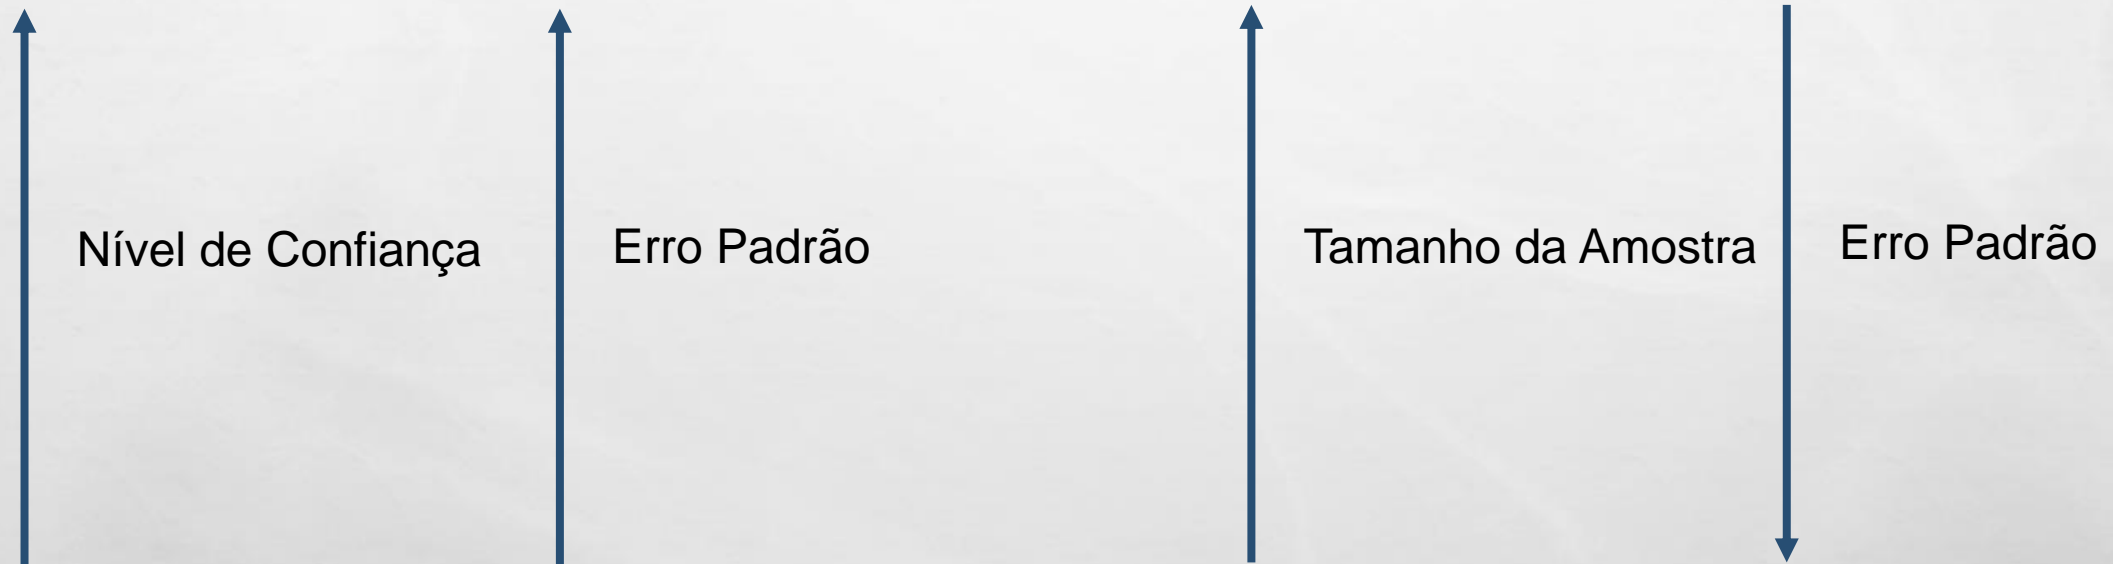 Nível de Confiança
Erro Padrão
Tamanho da Amostra
Erro Padrão